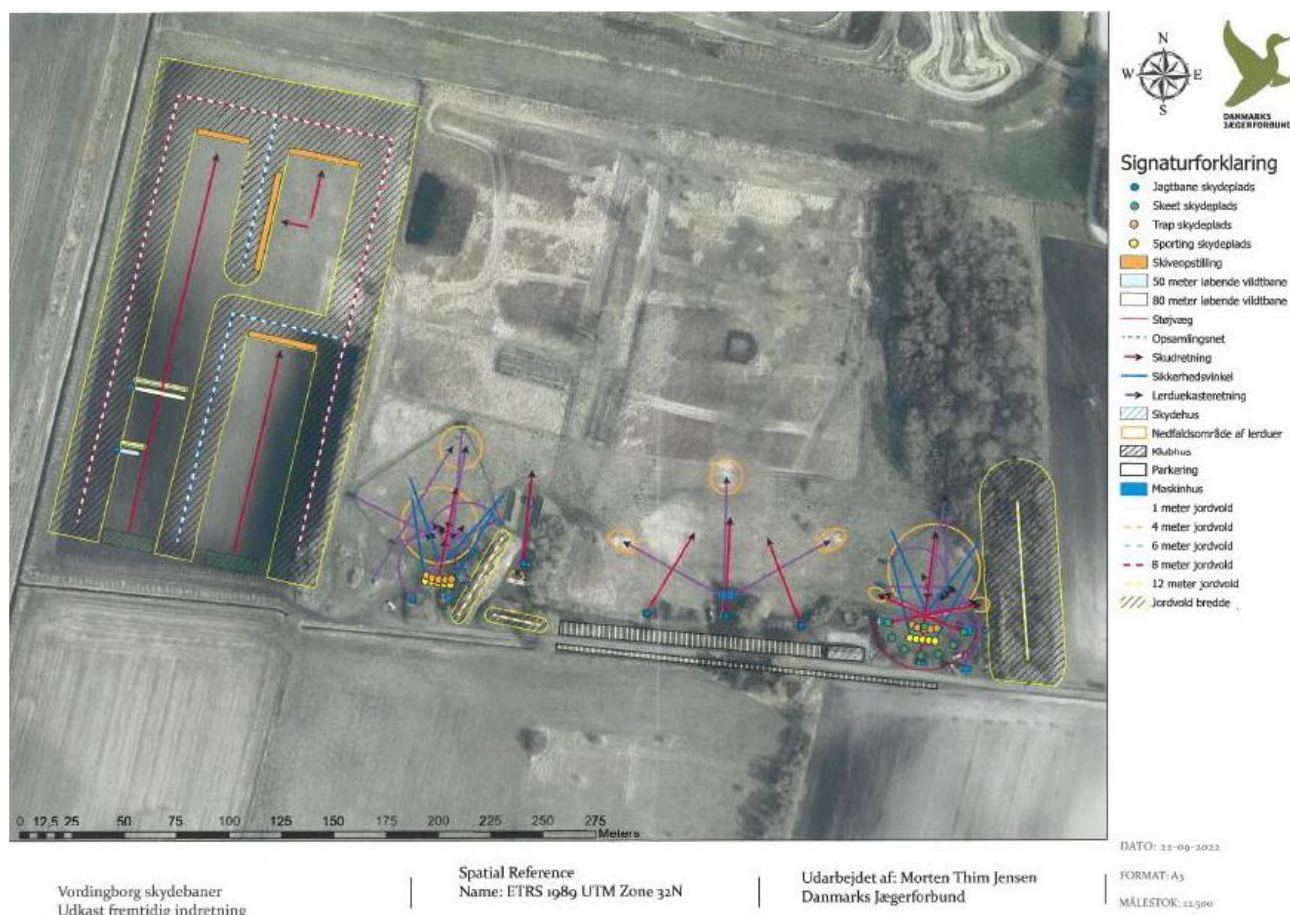 N
W E
S
DANMARKS
JÆGERFORBUND
Signaturforklaring
Jagtbane skydeplads
Skeet skydeplads
Trap skydeplads
Sporting skydeplads
Skiveopstilling
50 meter løbende vildtbane
80 meter løbende vildtbane
Støjvæg
Opsamlingsnet
Skudretning
Sikkerhedsvinkel
Lerduekasteretning
Skydehus
Nedfaldsområde af lerduer
Klubhus
Parkering
Maskinhus
1 meter jordvold
4 meter jordvold
6 meter jordvold
8 meter jordvold
12 meter jordvold
Jordvold bredde
0 12,5 25 50 75 100 125 150 175 200 225 250 275
Meters
Vordingborg skydebaner
Udkast fremtidig indretning
Spatial Reference
Name: ETRS 1989 UTM Zone 32N
Udarbejdet af: Morten Thim Jensen
Danmarks Jægerforbund
DATO: 22-09-2022
FORMAT: A3
MÅLESTOK: 1:2.500